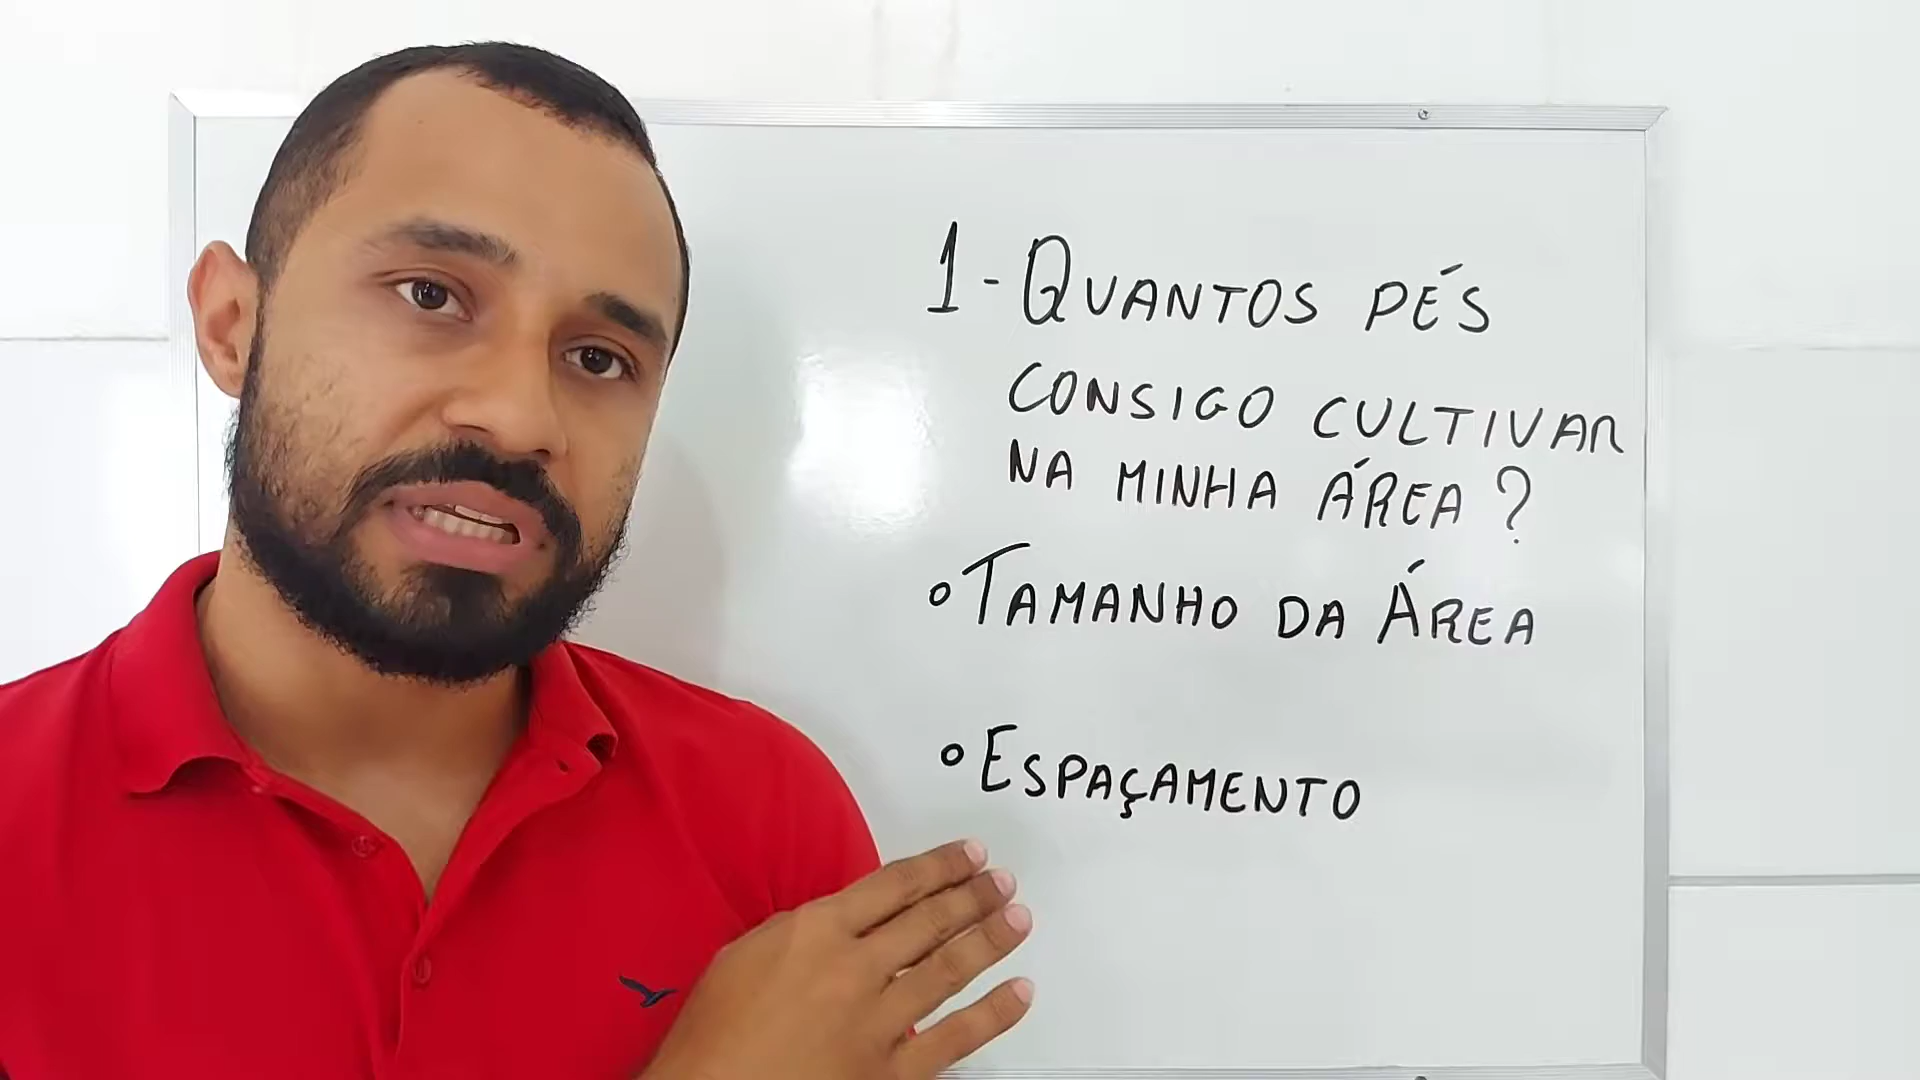 1- QUANTOS PÉS
CONSIGO CULTIVAR
NA MINHA ÁREA?
• TAMANHO DA ÁREA
• ESPAÇAMENTO